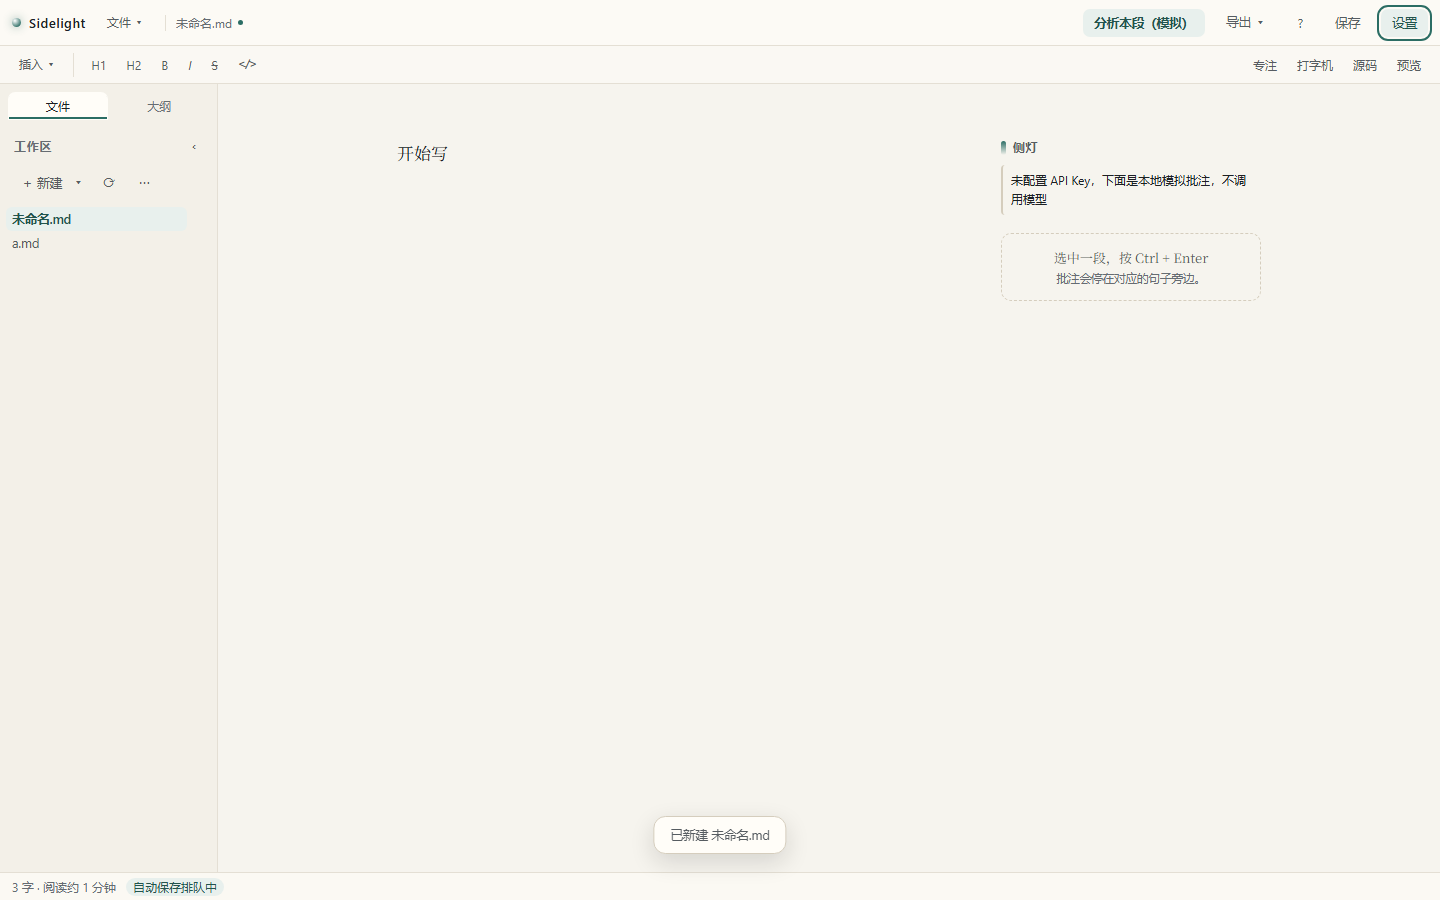 Sidelight 文件 未命名.md 分析本段（模拟） 导出 ? 保存 设置
插入 H1 H2 B I S </> 专注 打字机 源码 预览
文件 大纲
工作区
+ 新建 ···
未命名.md
a.md
开始写
侧灯
未配置 API Key，下面是本地模拟批注，不调
用模型
选中一段，按 Ctrl + Enter
批注会停在对应的句子旁边。
已新建 未命名.md
3 字 · 阅读约 1 分钟 自动保存排队中